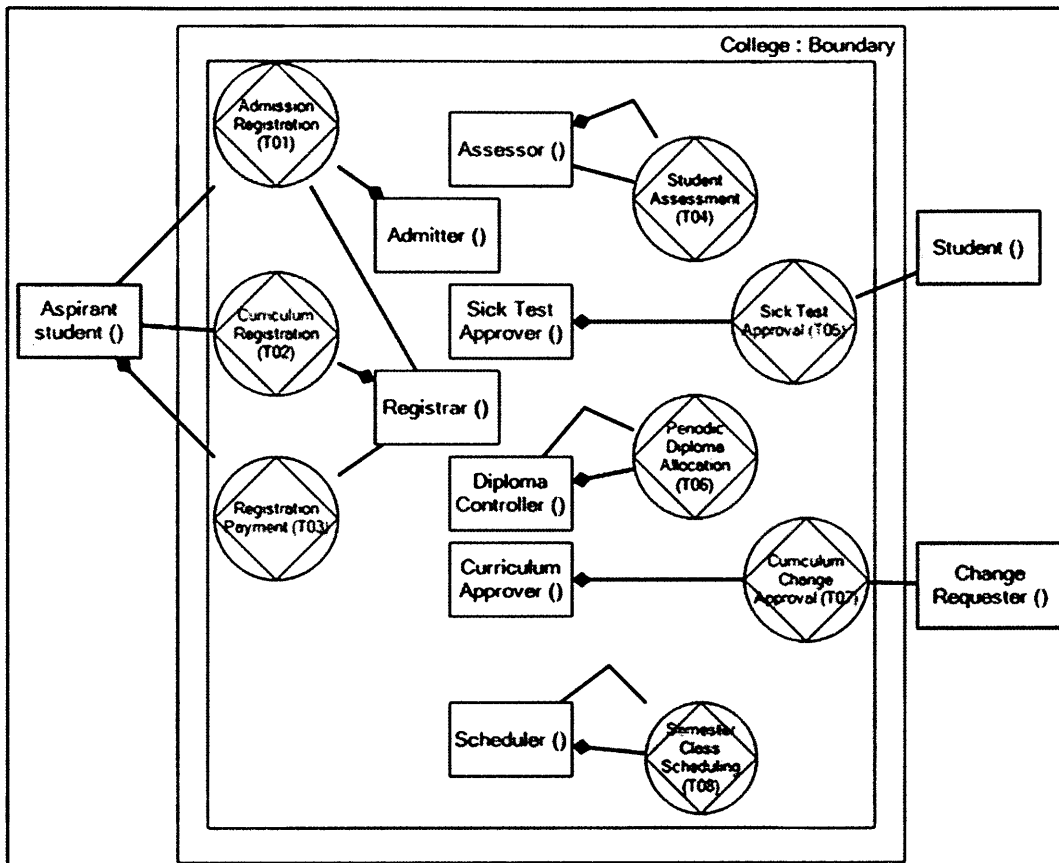 College : Boundary
Admission
Registration
(T01)
Assessor ()
Student
Assessment
(T04)
Admitter ()
Student ()
Aspirant
student ()
Curriculum
Registration
(T02)
Sick Test
Approver ()
Sick Test
Approval (T05)
Registrar ()
Periodic
Diploma
Allocation
(T06)
Diploma
Controller ()
Registration
Payment (T03)
Curriculum
Approver ()
Curriculum
Change
Approval (T07)
Change
Requester ()
Scheduler ()
Semester
Class
Scheduling
(T08)